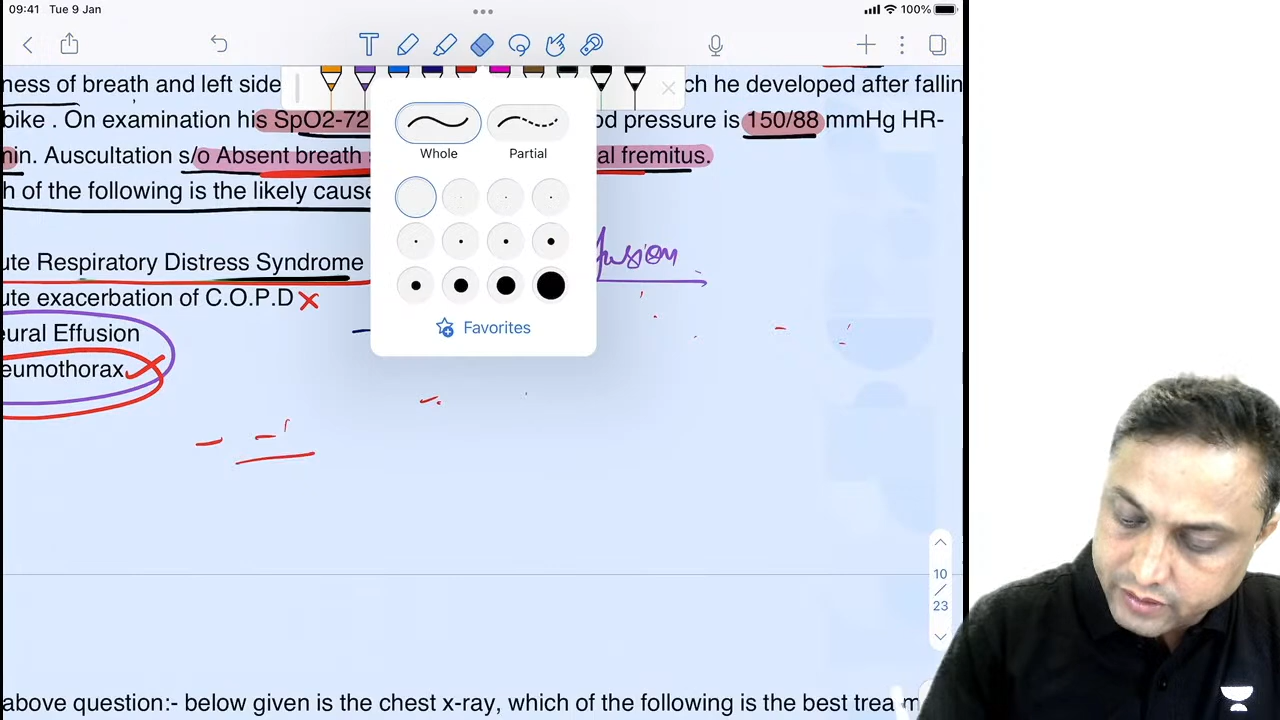 09:41 Tue 9 Jan 100%
ness of breath and left side ch he developed after fallin
bike . On examination his SpO2-72 od pressure is 150/88 mmHg HR-
nin. Auscultation s/o Absent breath al fremitus.
h of the following is the likely cause
Whole Partial
Favorites
fusion
ute Respiratory Distress Syndrome
ute exacerbation of C.O.P.D
eural Effusion
eumothorax
10
/
23
above question:- below given is the chest x-ray, which of the following is the best trea m